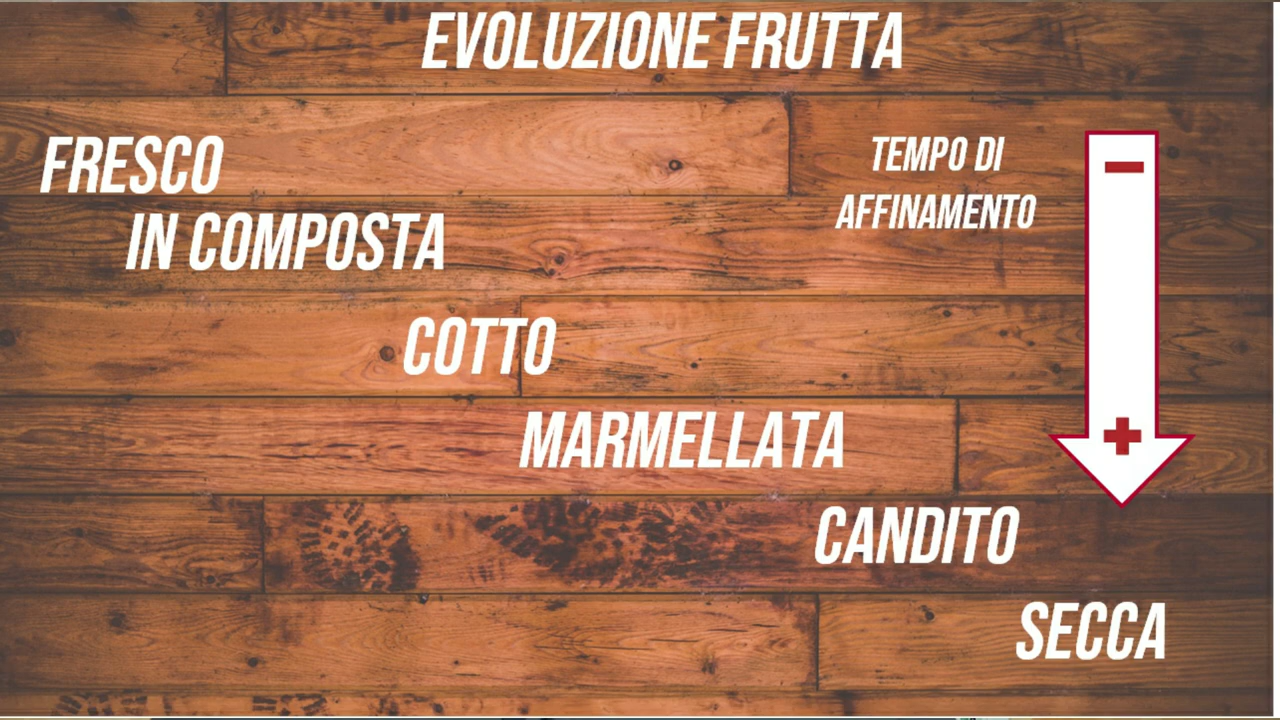 EVOLUZIONE FRUTTA
FRESCO
IN COMPOSTA
COTTO
MARMELLATA
CANDITO
SECCA
TEMPO DI
AFFINAMENTO
-
+